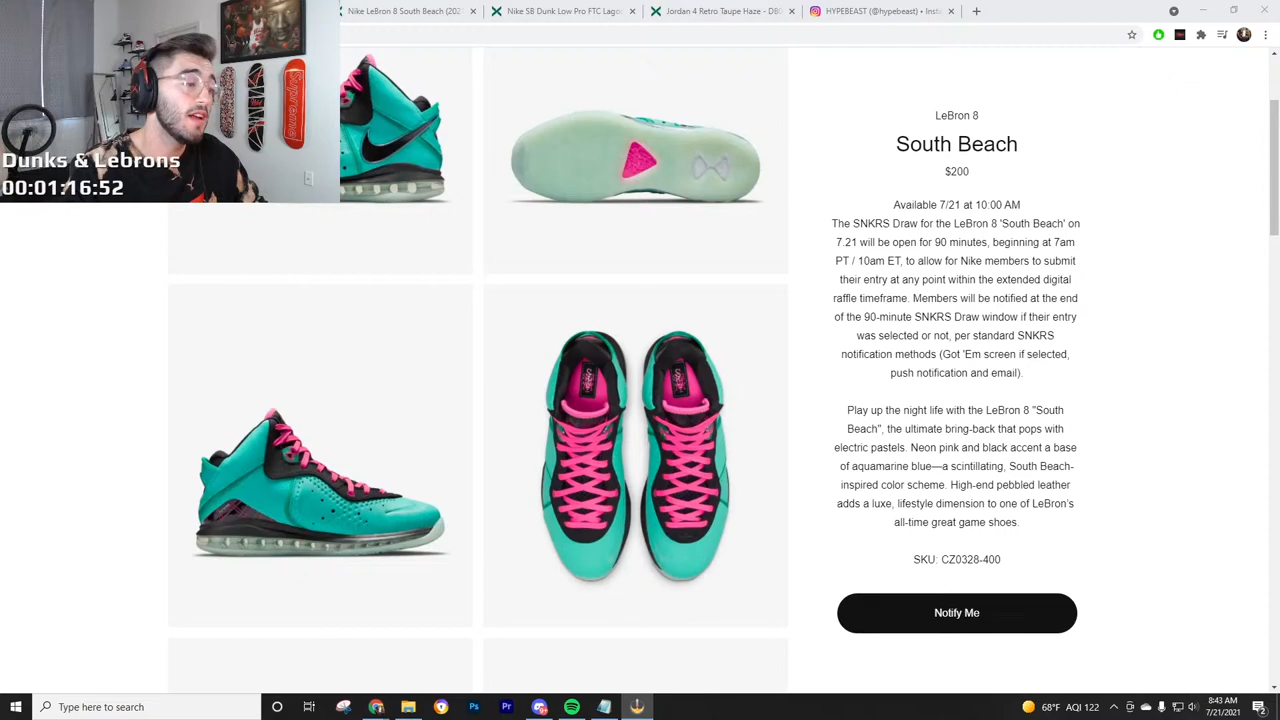 Nike LeBron 8 South Beach (202
Nike SB Dunk Low Pro FTC Lago
Jordan 4 Retro Taupe Haze - DB
HYPEBEAST (@hypebeast) • Inst
Supreme
Dunks & Lebrons
00:01:16:52
LeBron 8
South Beach
$200
Available 7/21 at 10:00 AM
The SNKRS Draw for the LeBron 8 'South Beach' on
7.21 will be open for 90 minutes, beginning at 7am
PT / 10am ET, to allow for Nike members to submit
their entry at any point within the extended digital
raffle timeframe. Members will be notified at the end
of the 90-minute SNKRS Draw window if their entry
was selected or not, per standard SNKRS
notification methods (Got 'Em screen if selected,
push notification and email).
Play up the night life with the LeBron 8 "South
Beach", the ultimate bring-back that pops with
electric pastels. Neon pink and black accent a base
of aquamarine blue—a scintillating, South Beach-
inspired color scheme. High-end pebbled leather
adds a luxe, lifestyle dimension to one of LeBron’s
all-time great game shoes.
SKU: CZ0328-400
Notify Me
Type here to search
68°F AQI 122
8:43 AM
7/21/2021